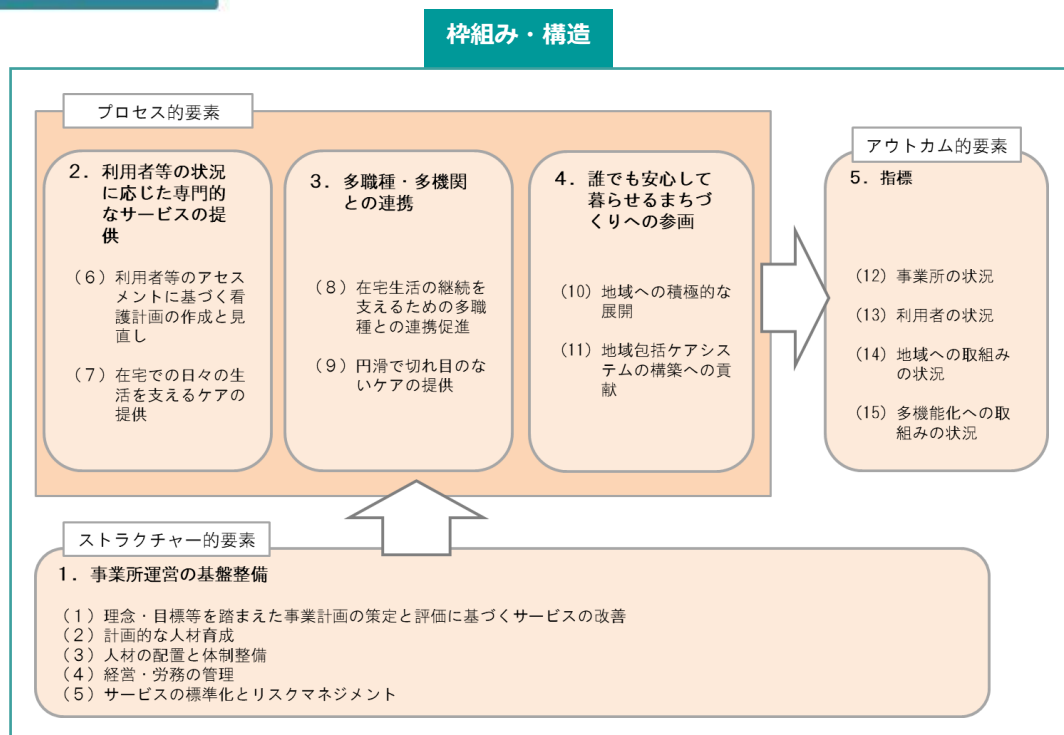 枠組み・構造
プロセス的要素
2．利用者等の状況
に応じた専門的
なサービスの提
供
（6）利用者等のアセス
メントに基づく看
護計画の作成と見
直し
（7）在宅での日々の生
活を支えるケアの
提供
3．多職種・多機関
との連携
（8）在宅生活の継続を
支えるための多職
種との連携促進
（9）円滑で切れ目のな
いケアの提供
4．誰でも安心して
暮らせるまちづ
くりへの参画
（10）地域への積極的な
展開
（11）地域包括ケアシス
テムの構築への貢
献
アウトカム的要素
5．指標
（12）事業所の状況
（13）利用者の状況
（14）地域への取組み
の状況
（15）多機能化への取
組みの状況
ストラクチャー的要素
1．事業所運営の基盤整備
（1）理念・目標等を踏まえた事業計画の策定と評価に基づくサービスの改善
（2）計画的な人材育成
（3）人材の配置と体制整備
（4）経営・労務の管理
（5）サービスの標準化とリスクマネジメント